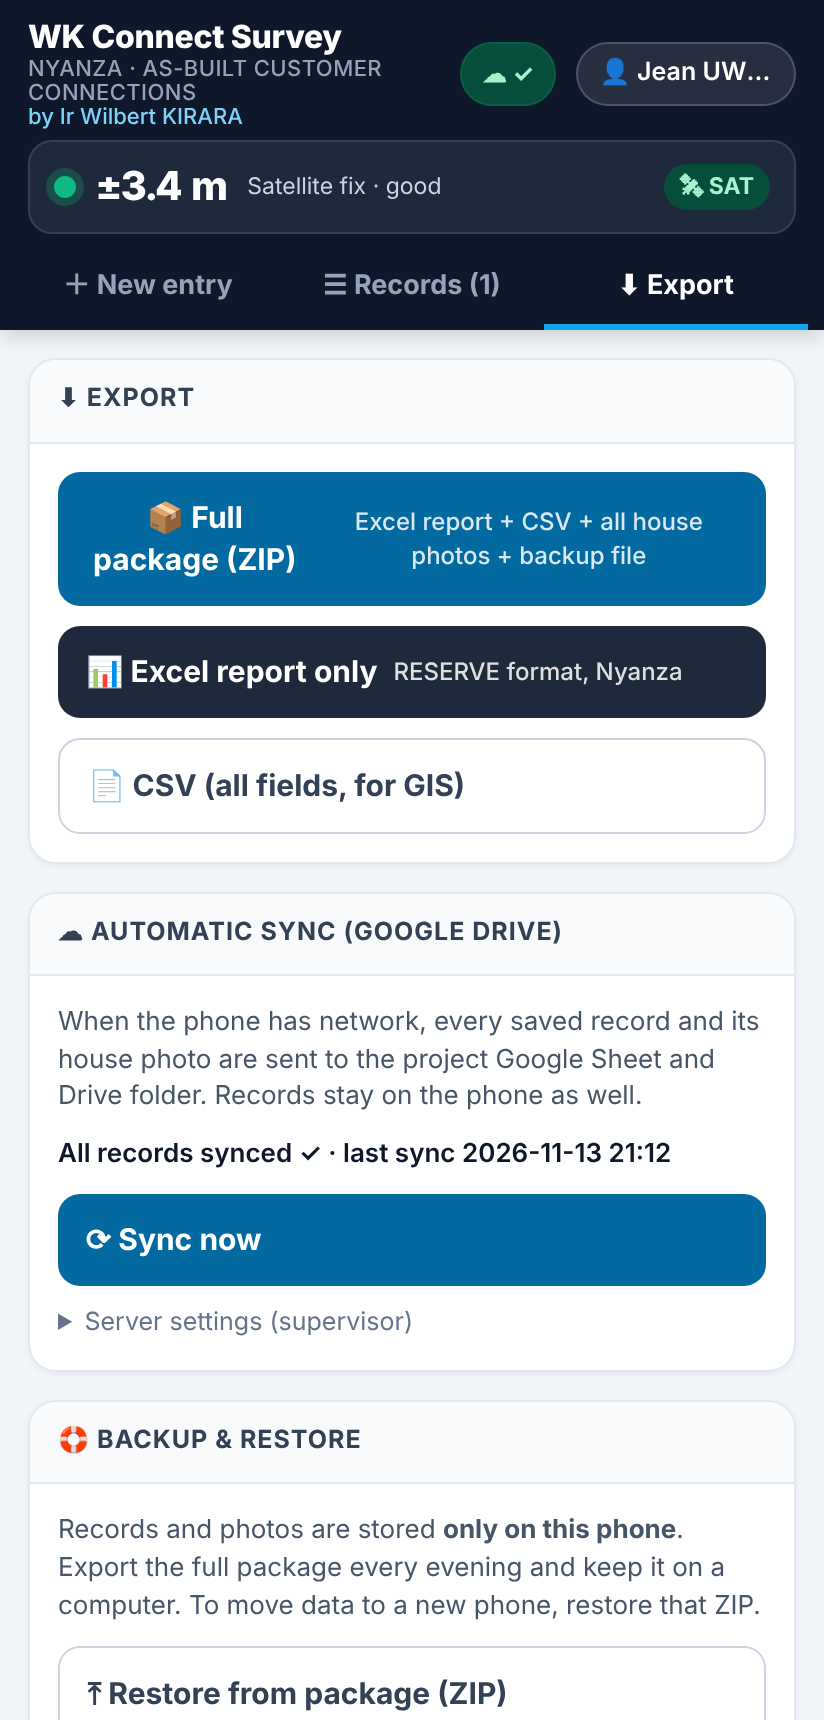 WK Connect Survey
NYANZA · AS-BUILT CUSTOMER
CONNECTIONS
by Ir Wilbert KIRARA
☁ ✓
👤 Jean UW…
±3.4 m Satellite fix · good
🛰 SAT
＋ New entry
☰ Records (1)
⬇ Export
⬇ EXPORT
📦 Full
package (ZIP)
Excel report + CSV + all house
photos + backup file
📊 Excel report only RESERVE format, Nyanza
📄 CSV (all fields, for GIS)
☁ AUTOMATIC SYNC (GOOGLE DRIVE)
When the phone has network, every saved record and its
house photo are sent to the project Google Sheet and
Drive folder. Records stay on the phone as well.
All records synced ✓ · last sync 2026-11-13 21:12
⟳ Sync now
▶ Server settings (supervisor)
🛟 BACKUP & RESTORE
Records and photos are stored only on this phone.
Export the full package every evening and keep it on a
computer. To move data to a new phone, restore that ZIP.
⤒ Restore from package (ZIP)